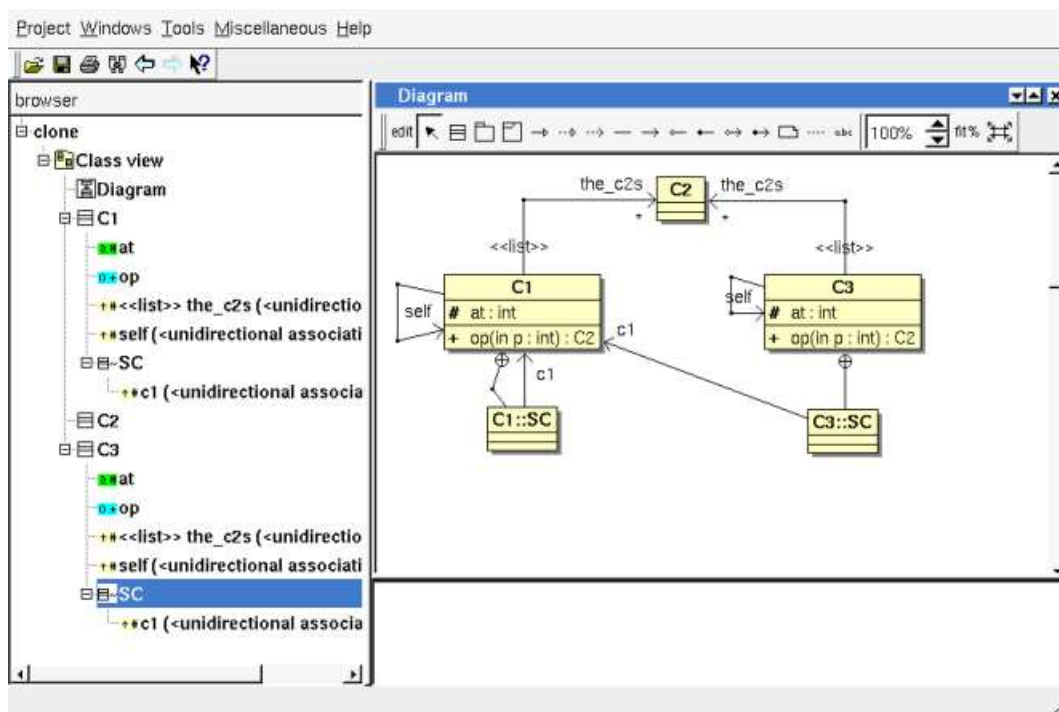 Project Windows Tools Miscellaneous Help
browser
clone
Class view
Diagram
C1
at
op
<<list>> the_c2s (<unidirectio
self (<unidirectional associati
SC
c1 (<unidirectional associa
C2
C3
at
op
<<list>> the_c2s (<unidirectio
self (<unidirectional associati
SC
c1 (<unidirectional associa
Diagram
edit abc 100% fit%
the_c2s C2 the_c2s
* *
<<list>> <<list>>
C1 C3
self # at : int self # at : int
+ op(in p : int) : C2 c1 + op(in p : int) : C2
c1
C1::SC C3::SC